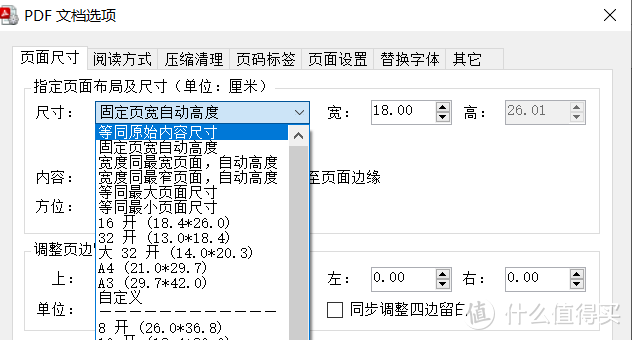 PDF 文档选项
页面尺寸 阅读方式 压缩清理 页码标签 页面设置 替换字体 其它
指定页面布局及尺寸（单位：厘米）
尺寸： 固定页宽自动高度 宽： 18.00 高： 26.01
等同原始内容尺寸
固定页宽自动高度
宽度同最宽页面，自动高度
内容： 宽度同最窄页面，自动高度 至页面边缘
等同最大页面尺寸
方位： 等同最小页面尺寸
16 开 (18.4*26.0)
32 开 (13.0*18.4)
调整页边 大 32 开 (14.0*20.3)
上： A4 (21.0*29.7) 左： 0.00 右： 0.00
A3 (29.7*42.0)
单位： 自定义 同步调整四边留白
--------------
8 开 (26.0*36.8)
值 什么值得买